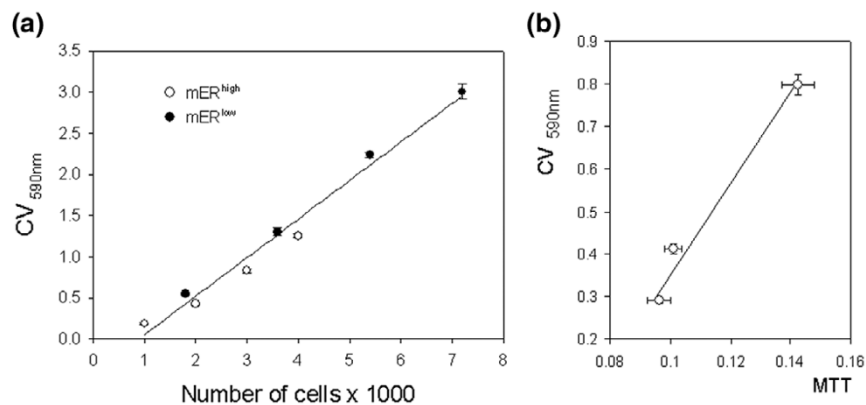 (a)
3.5
3.0
2.5
2.0
1.5
1.0
0.5
0.0
CV 590nm
mER high
mER low
0 1 2 3 4 5 6 7 8
Number of cells x 1000
(b)
0.9
0.8
0.7
0.6
0.5
0.4
0.3
0.2
CV 590nm
0.08 0.1 0.12 0.14 0.16
MTT